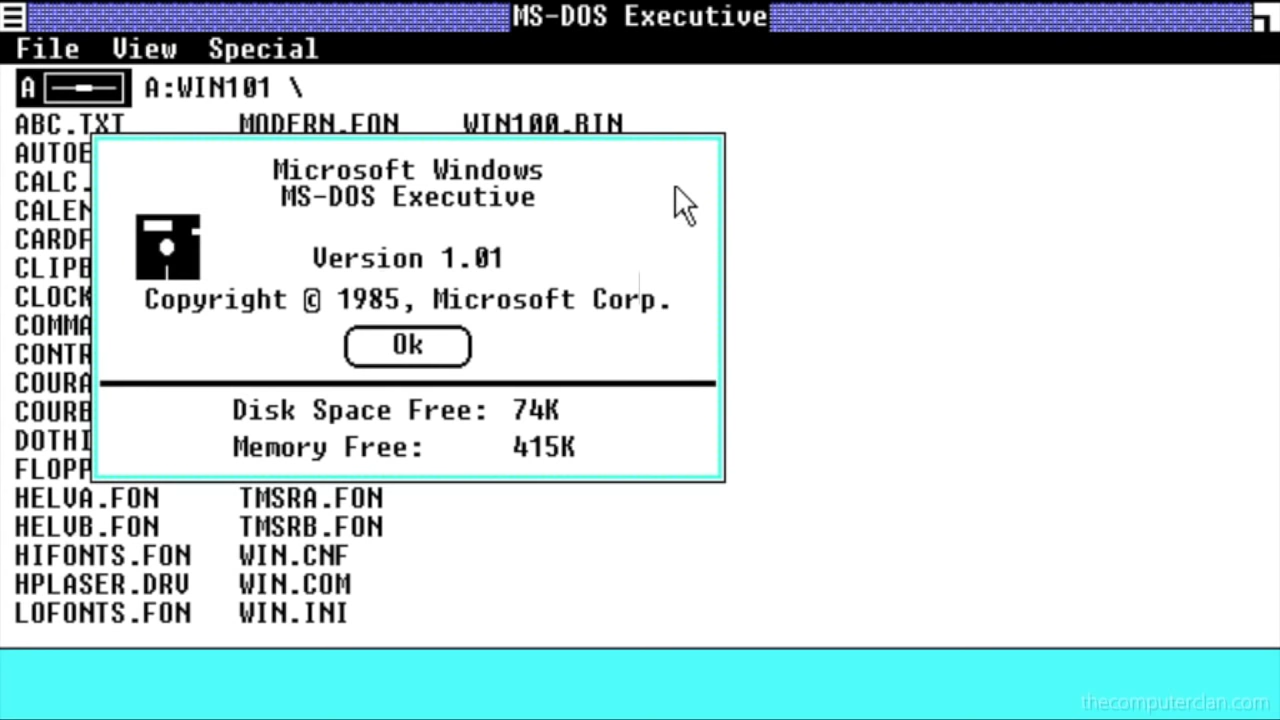 MS-DOS Executive
File View Special
A A:WIN101 \
ABC.TXT MODERN.FON WIN100.BIN
AUTOE
CALC.
CALEN
CARDF
CLIPB
CLOCK
COMMA
CONTR
COURA
COURB
DOTHI
FLOPP
HELVA.FON TMSRA.FON
HELVB.FON TMSRB.FON
HIFONTS.FON WIN.CNF
HPLASER.DRV WIN.COM
LOFONTS.FON WIN.INI
Microsoft Windows
MS-DOS Executive
Version 1.01
Copyright © 1985, Microsoft Corp.
Ok
Disk Space Free: 74K
Memory Free: 415K
thecomputerclan.com